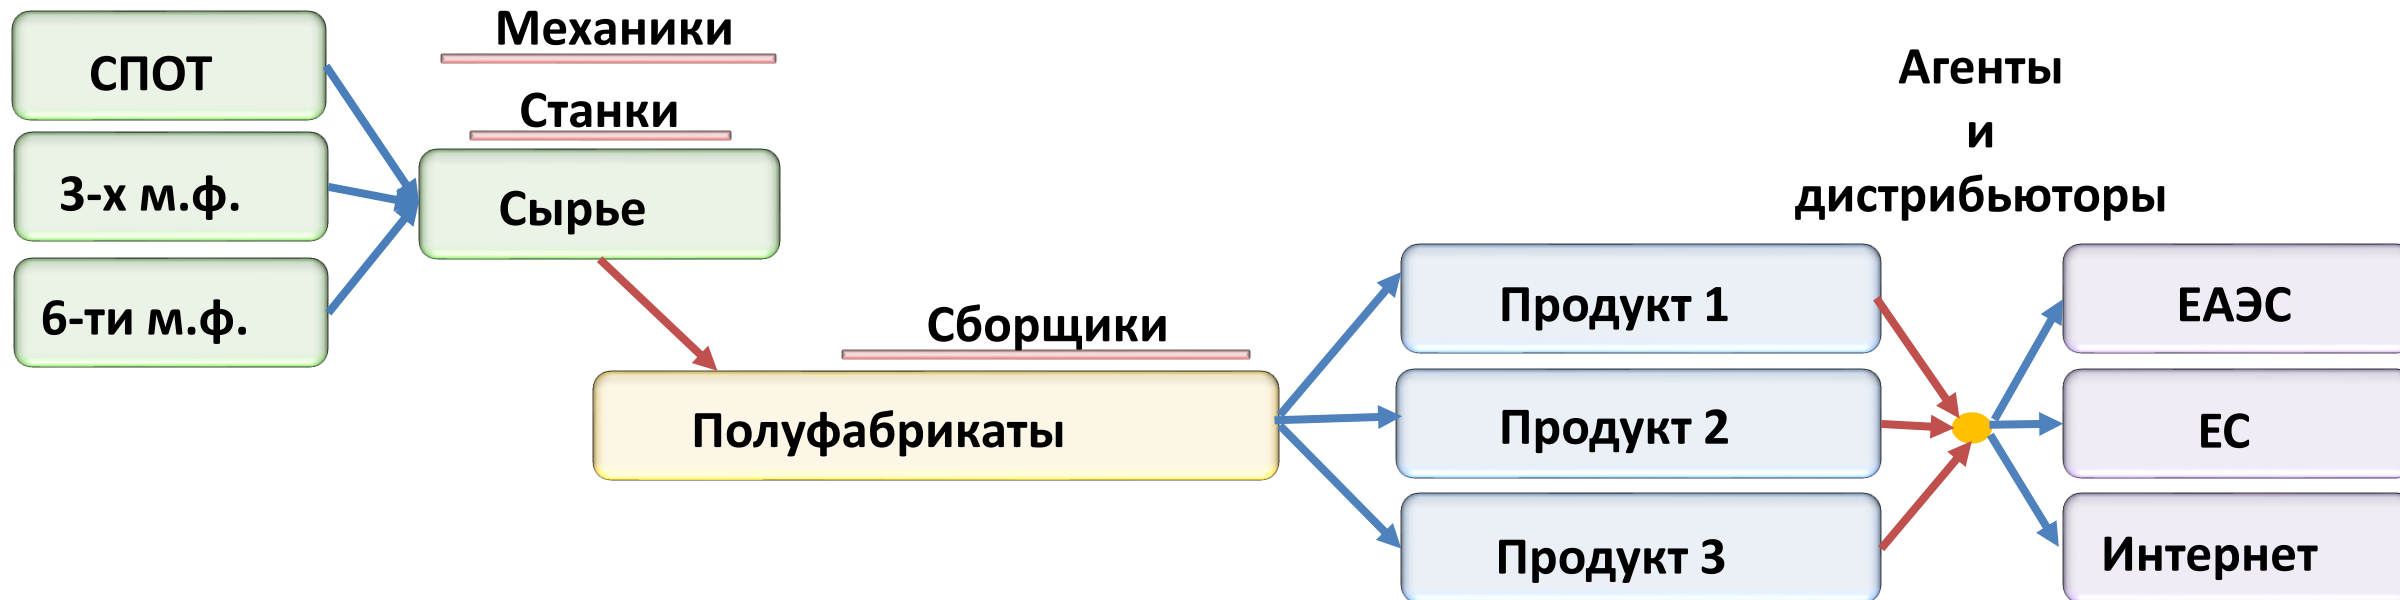 СПОТ
3-х м.ф.
6-ти м.ф.
Механики
Станки
Сырье
Сборщики
Полуфабрикаты
Продукт 1
Продукт 2
Продукт 3
Агенты
и
дистрибьюторы
ЕАЭС
ЕС
Интернет